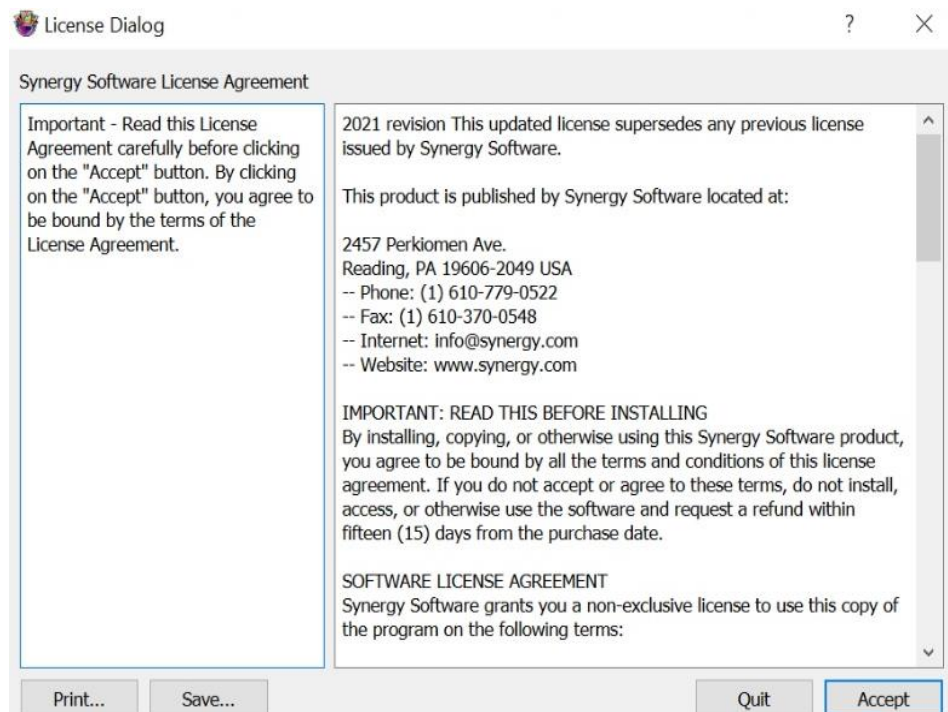 License Dialog
Synergy Software License Agreement
Important - Read this License
Agreement carefully before clicking
on the "Accept" button. By clicking
on the "Accept" button, you agree to
be bound by the terms of the
License Agreement.
2021 revision This updated license supersedes any previous license
issued by Synergy Software.
This product is published by Synergy Software located at:
2457 Perkiomen Ave.
Reading, PA 19606-2049 USA
-- Phone: (1) 610-779-0522
-- Fax: (1) 610-370-0548
-- Internet: info@synergy.com
-- Website: www.synergy.com
IMPORTANT: READ THIS BEFORE INSTALLING
By installing, copying, or otherwise using this Synergy Software product,
you agree to be bound by all the terms and conditions of this license
agreement. If you do not accept or agree to these terms, do not install,
access, or otherwise use the software and request a refund within
fifteen (15) days from the purchase date.
SOFTWARE LICENSE AGREEMENT
Synergy Software grants you a non-exclusive license to use this copy of
the program on the following terms:
Print... Save... Quit Accept